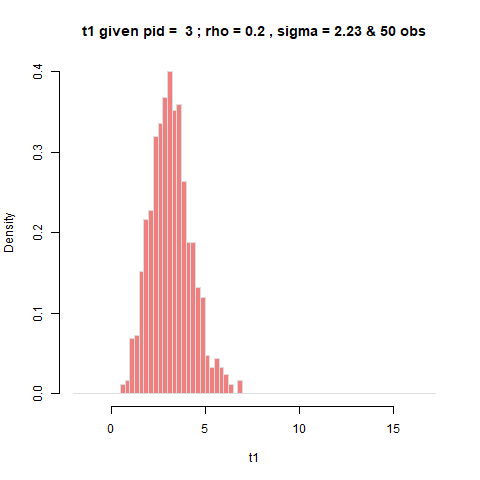 t1 given pid =  3 ; rho = 0.2 , sigma = 2.23 & 50 obs
Density
0.4
0.3
0.2
0.1
0.0
0 5 10 15
t1